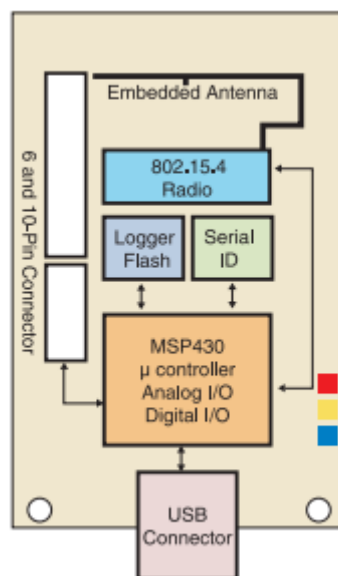 Embedded Antenna
6 and 10-Pin Connector
802.15.4
Radio
Logger
Flash
Serial
ID
MSP430
µ controller
Analog I/O
Digital I/O
USB
Connector